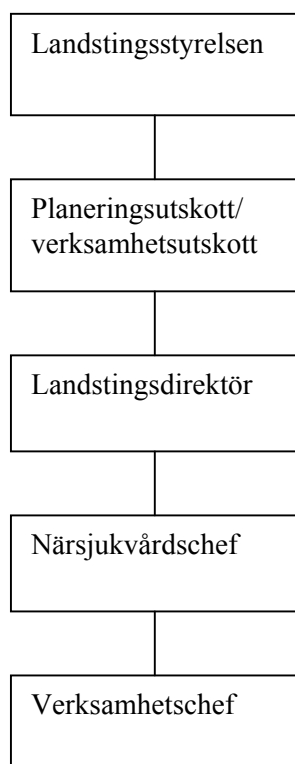 Landstingsstyrelsen
Planeringsutskott/
verksamhetsutskott
Landstingsdirektör
Närsjukvårdschef
Verksamhetschef